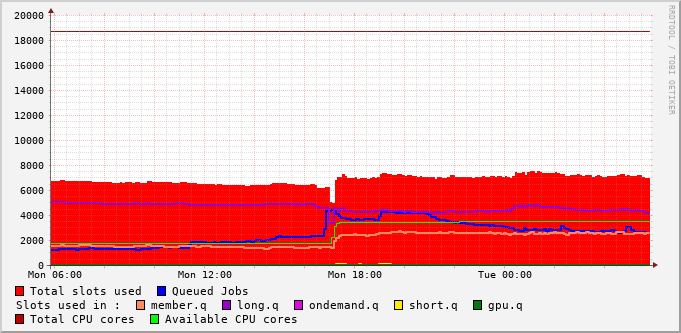 20000
18000
16000
14000
12000
10000
8000
6000
4000
2000
0
Mon 06:00 Mon 12:00 Mon 18:00 Tue 00:00
Total slots used Queued Jobs
Slots used in : member.q long.q ondemand.q short.q gpu.q
Total CPU cores Available CPU cores
RRDTOOL / TOBI OETIKER